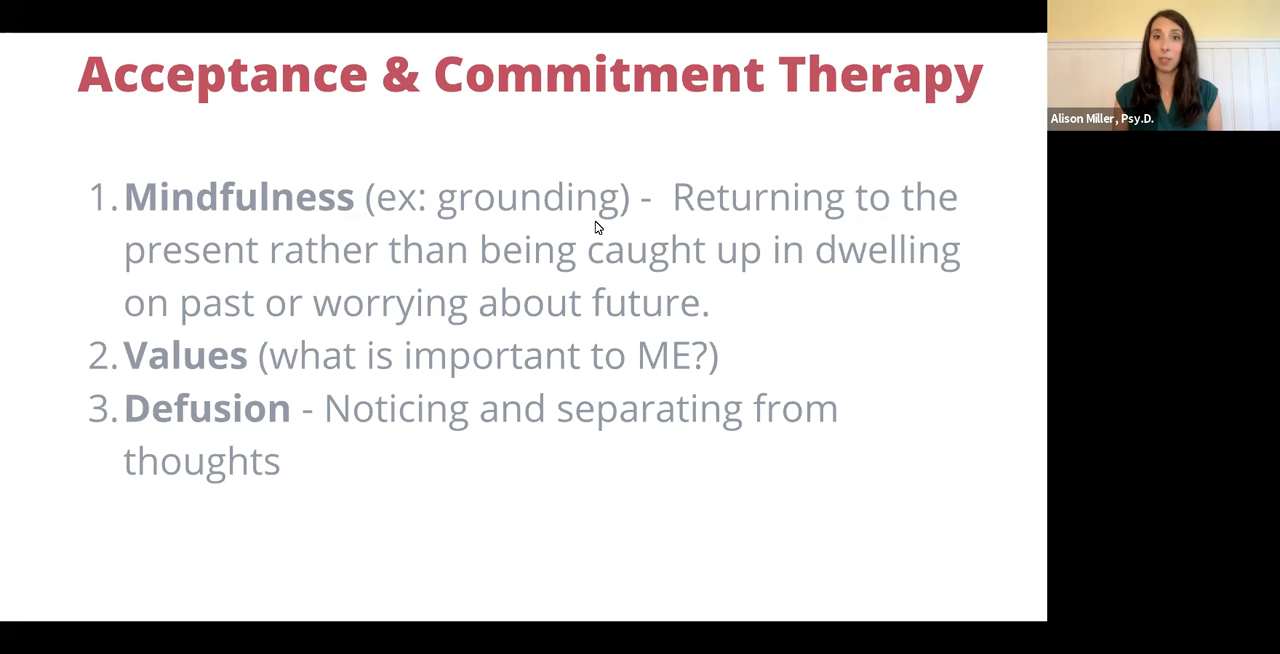 Acceptance & Commitment Therapy
Alison Miller, Psy.D.
1. Mindfulness (ex: grounding) - Returning to the
present rather than being caught up in dwelling
on past or worrying about future.
2. Values (what is important to ME?)
3. Defusion - Noticing and separating from
thoughts